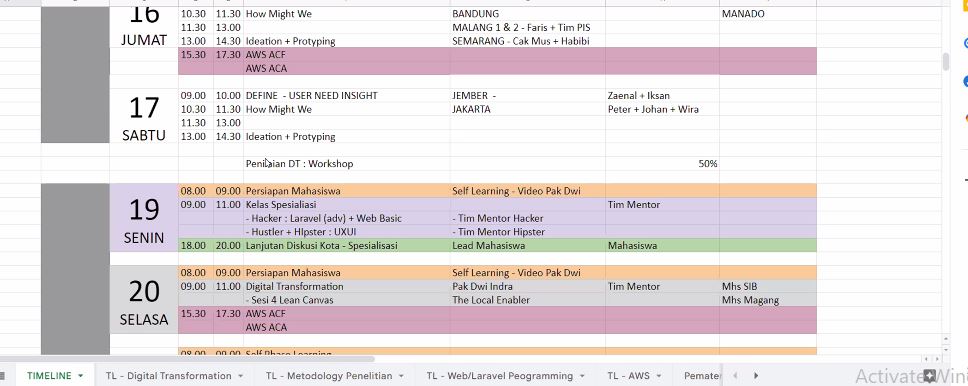 16 10.30 11.30 How Might We BANDUNG MANADO
11.30 13.00 MALANG 1 & 2 - Faris + Tim PIS
JUMAT 13.00 14.30 Ideation + Protyping SEMARANG - Cak Mus + Habibi
15.30 17.30 AWS ACF
AWS ACA
17 09.00 10.00 DEFINE - USER NEED INSIGHT JEMBER - Zaenal + Iksan
10.30 11.30 How Might We JAKARTA Peter + Johan + Wira
11.30 13.00
SABTU 13.00 14.30 Ideation + Protyping
Penilaian DT : Workshop 50%
08.00 09.00 Persiapan Mahasiswa Self Learning - Video Pak Dwi
19 09.00 11.00 Kelas Spesialiasi Tim Mentor
- Hacker : Laravel (adv) + Web Basic - Tim Mentor Hacker
SENIN - Hustler + HIpster : UXUI - Tim Mentor Hipster
18.00 20.00 Lanjutan Diskusi Kota - Spesialisasi Lead Mahasiswa Mahasiswa
08.00 09.00 Persiapan Mahasiswa Self Learning - Video Pak Dwi
20 09.00 11.00 Digital Transformation Pak Dwi Indra Tim Mentor Mhs SIB
- Sesi 4 Lean Canvas The Local Enabler Mhs Magang
SELASA 15.30 17.30 AWS ACF
AWS ACA
08.00 09.00 Self Phase Learning
TIMELINE TL - Digital Transformation TL - Metodology Penelitian TL - Web/Laravel Peogramming TL - AWS Pemater
Activate Win